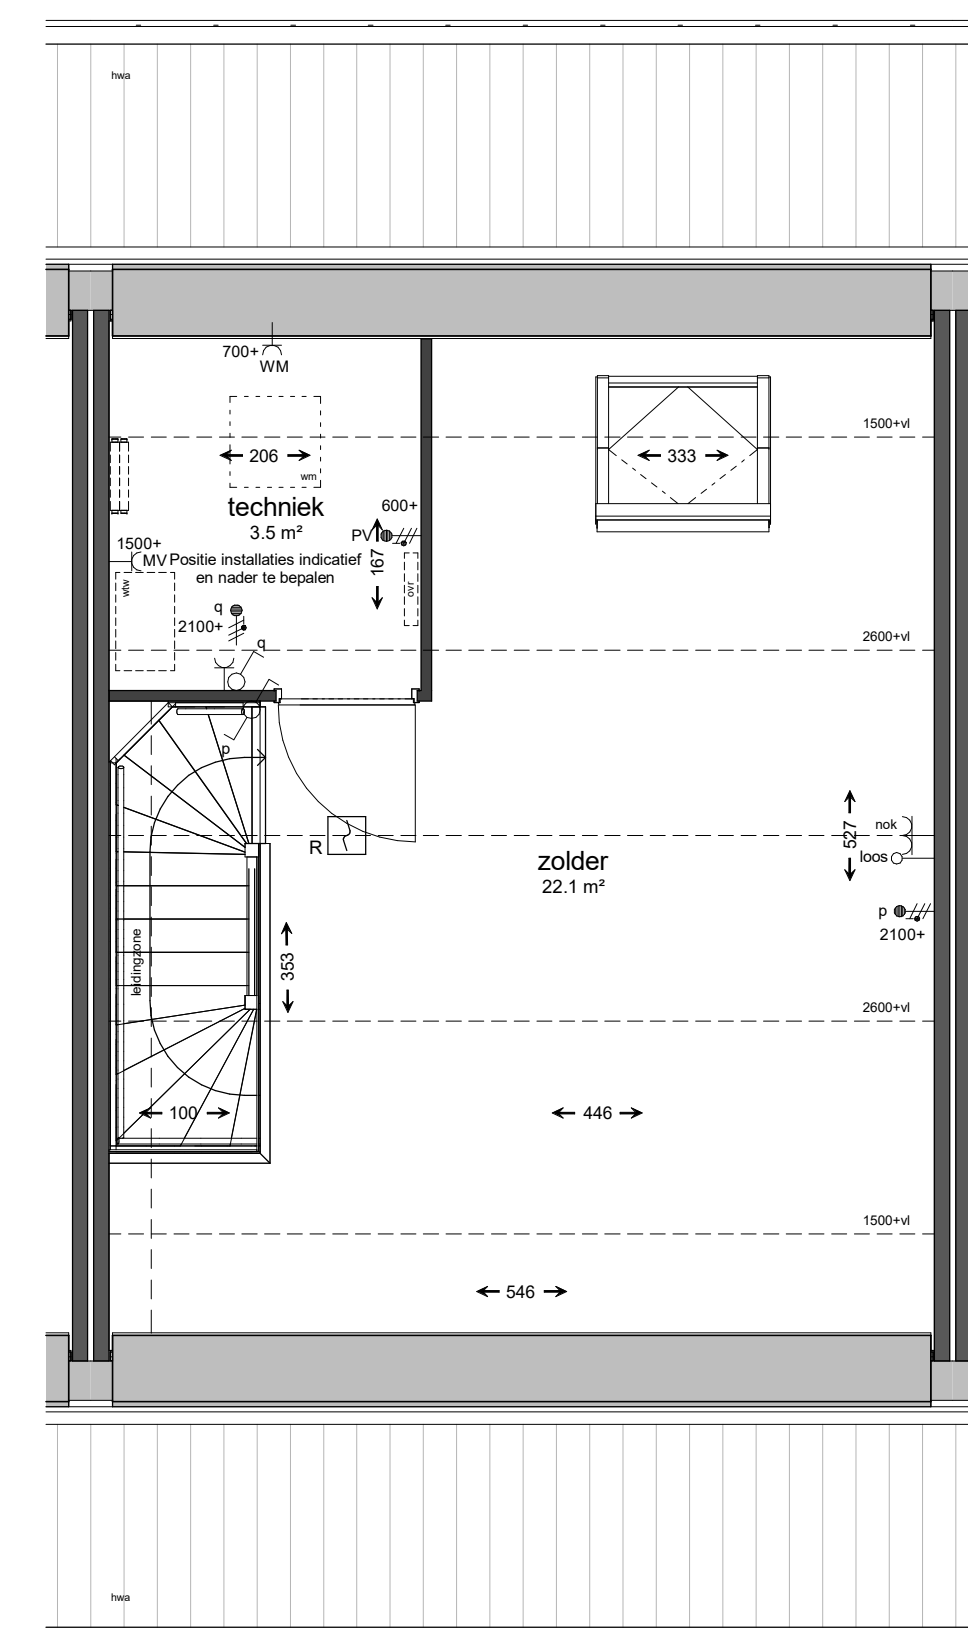 hwa
700+
WM
1500+vl
206
333
wm
techniek
3.5 m²
600+
PV
1500+
MV
Positie installaties indicatief
en nader te bepalen
167
wtw
ovr
q
2100+
q
2600+vl
p
R
nok
527
loos
zolder
22.1 m²
p
2100+
leidingzone
353
2600+vl
100
446
1500+vl
546
hwa